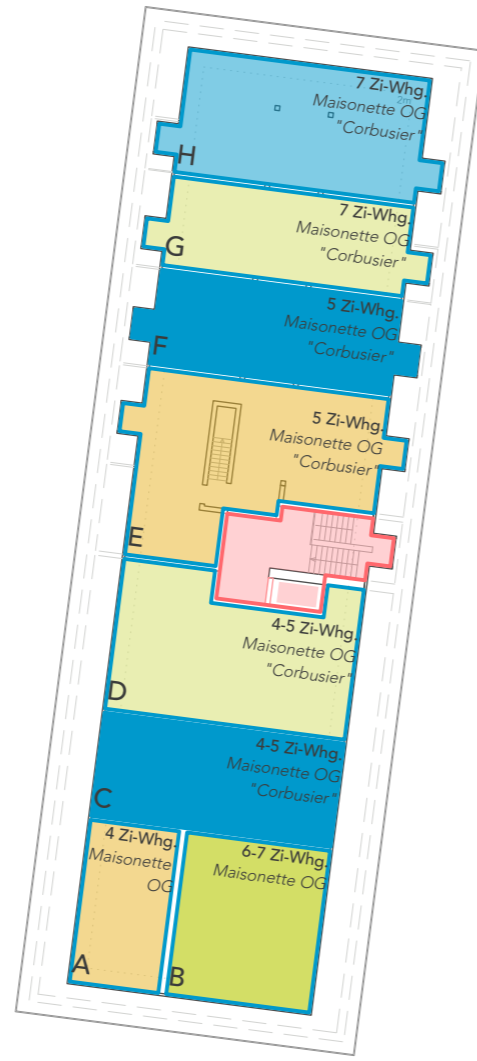 7 Zi-Whg.
Maisonette OG
2m
"Corbusier"
H
7 Zi-Whg.
Maisonette OG
"Corbusier"
G
5 Zi-Whg.
Maisonette OG
"Corbusier"
F
5 Zi-Whg.
Maisonette OG
"Corbusier"
E
4-5 Zi-Whg.
Maisonette OG
"Corbusier"
D
4-5 Zi-Whg.
Maisonette OG
"Corbusier"
C
4 Zi-Whg.
Maisonette
OG
A
6-7 Zi-Whg.
Maisonette OG
B